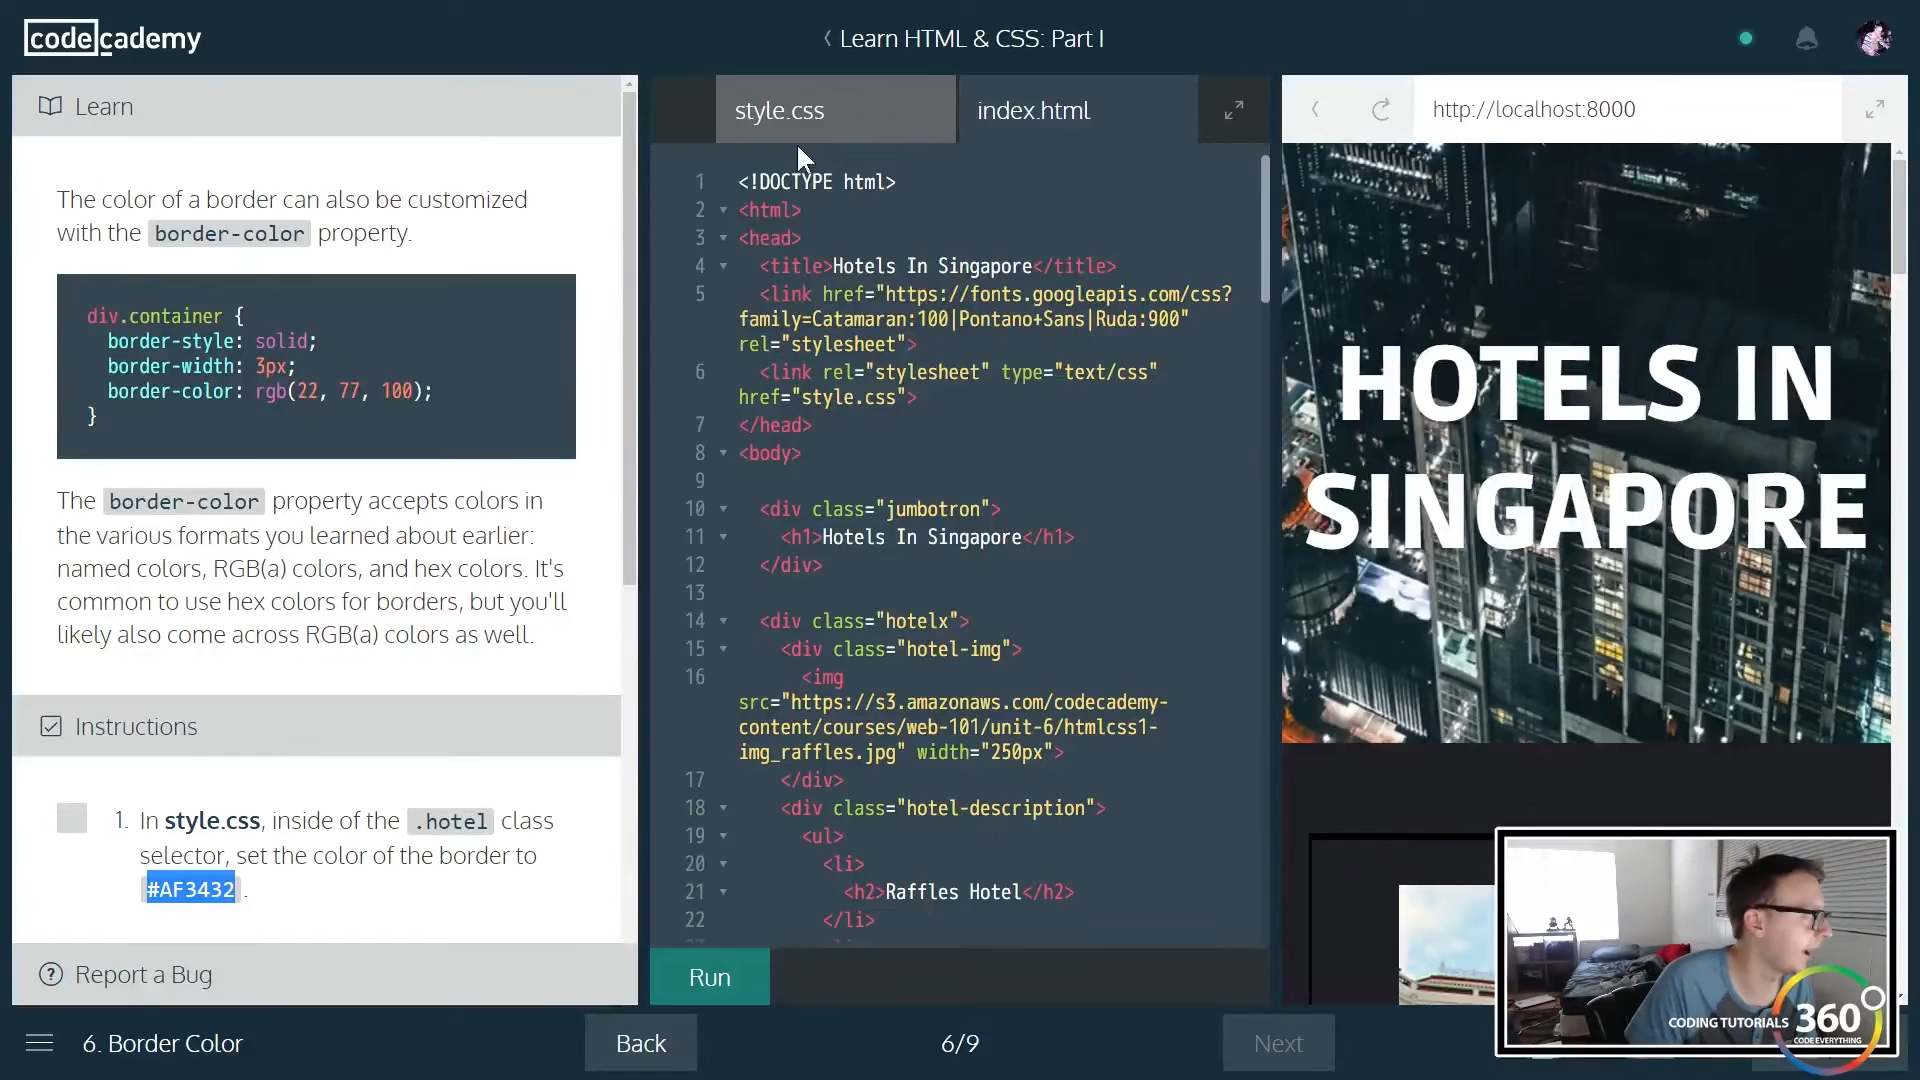 codecademy
Learn HTML & CSS: Part I
Learn
The color of a border can also be customized
with the border-color property.
div.container {
border-style: solid;
border-width: 3px;
border-color: rgb(22, 77, 100);
}
The border-color property accepts colors in
the various formats you learned about earlier:
named colors, RGB(a) colors, and hex colors. It's
common to use hex colors for borders, but you'll
likely also come across RGB(a) colors as well.
Instructions
1. In style.css, inside of the .hotel class
selector, set the color of the border to
#AF3432.
Report a Bug
style.css
index.html
1 <!DOCTYPE html>
2 <html>
3 <head>
4 <title>Hotels In Singapore</title>
5 <link href="https://fonts.googleapis.com/css?
family=Catamaran:100|Pontano+Sans|Ruda:900"
rel="stylesheet">
6 <link rel="stylesheet" type="text/css"
href="style.css">
7 </head>
8 <body>
9
10 <div class="jumbotron">
11 <h1>Hotels In Singapore</h1>
12 </div>
13
14 <div class="hotelx">
15 <div class="hotel-img">
16 <img
src="https://s3.amazonaws.com/codecademy-
content/courses/web-101/unit-6/htmlcss1-
img_raffles.jpg" width="250px">
17 </div>
18 <div class="hotel-description">
19 <ul>
20 <li>
21 <h2>Raffles Hotel</h2>
22 </li>
Run
http://localhost:8000
HOTELS IN
SINGAPORE
CODING TUTORIALS 360°
CODE EVERYTHING
6. Border Color
Back
6/9
Next